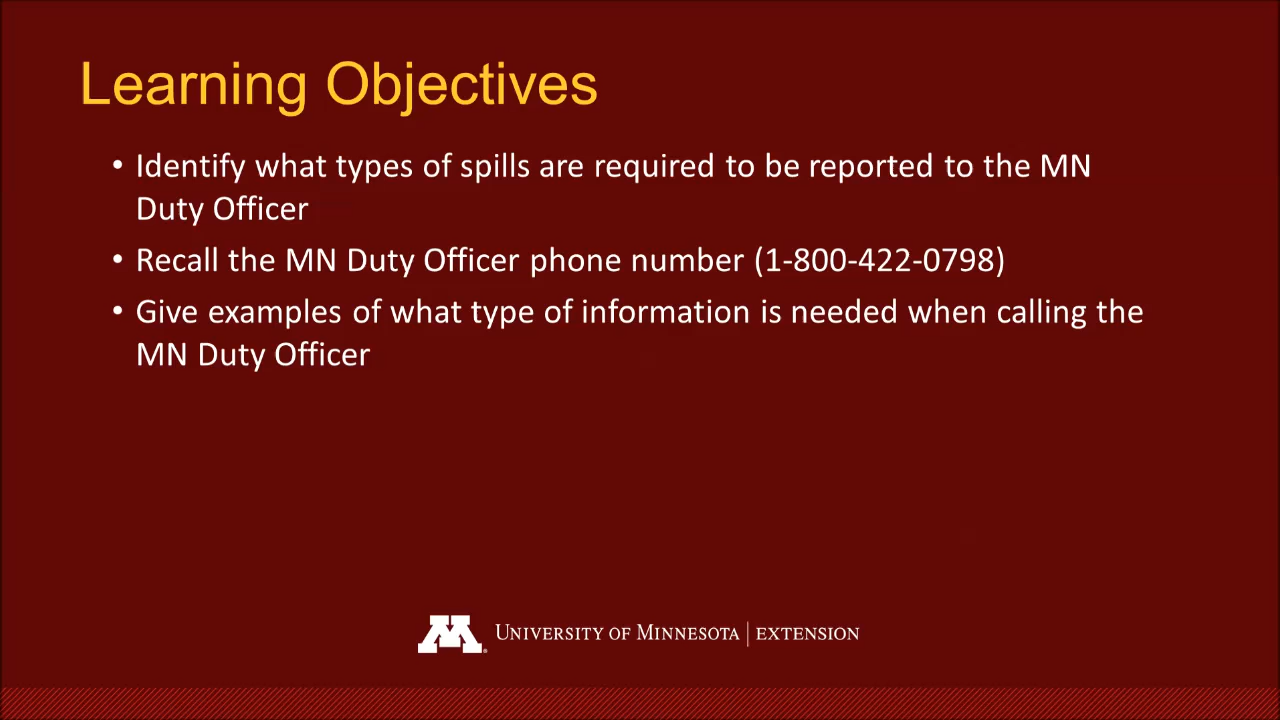 Learning Objectives
• Identify what types of spills are required to be reported to the MN
Duty Officer
• Recall the MN Duty Officer phone number (1-800-422-0798)
• Give examples of what type of information is needed when calling the
MN Duty Officer
M UNIVERSITY OF MINNESOTA | EXTENSION